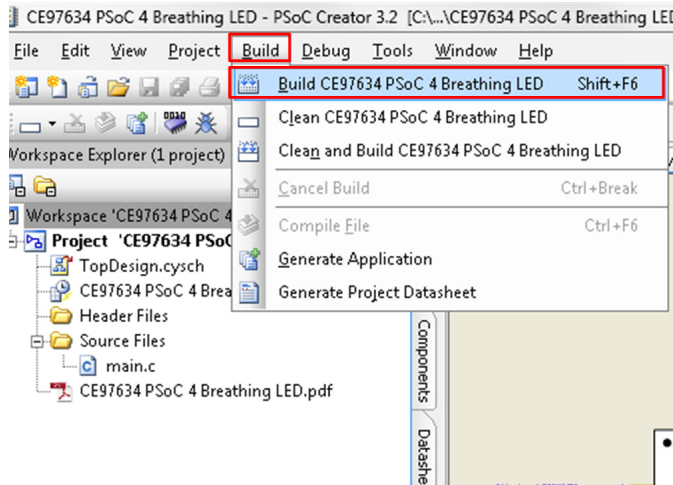 CE97634 PSoC 4 Breathing LED - PSoC Creator 3.2 [C:\...\CE97634 PSoC 4 Breathing LED
File Edit View Project Build Debug Tools Window Help
Build CE97634 PSoC 4 Breathing LED Shift+F6
Clean CE97634 PSoC 4 Breathing LED
Clean and Build CE97634 PSoC 4 Breathing LED
Cancel Build Ctrl+Break
Compile File Ctrl+F6
Generate Application
Generate Project Datasheet
0010
Workspace Explorer (1 project)
Workspace 'CE97634 PSoC 4
Project 'CE97634 PSoC
TopDesign.cysch
CE97634 PSoC 4 Brea
Header Files
Source Files
main.c
CE97634 PSoC 4 Breathing LED.pdf
Components
Datashe